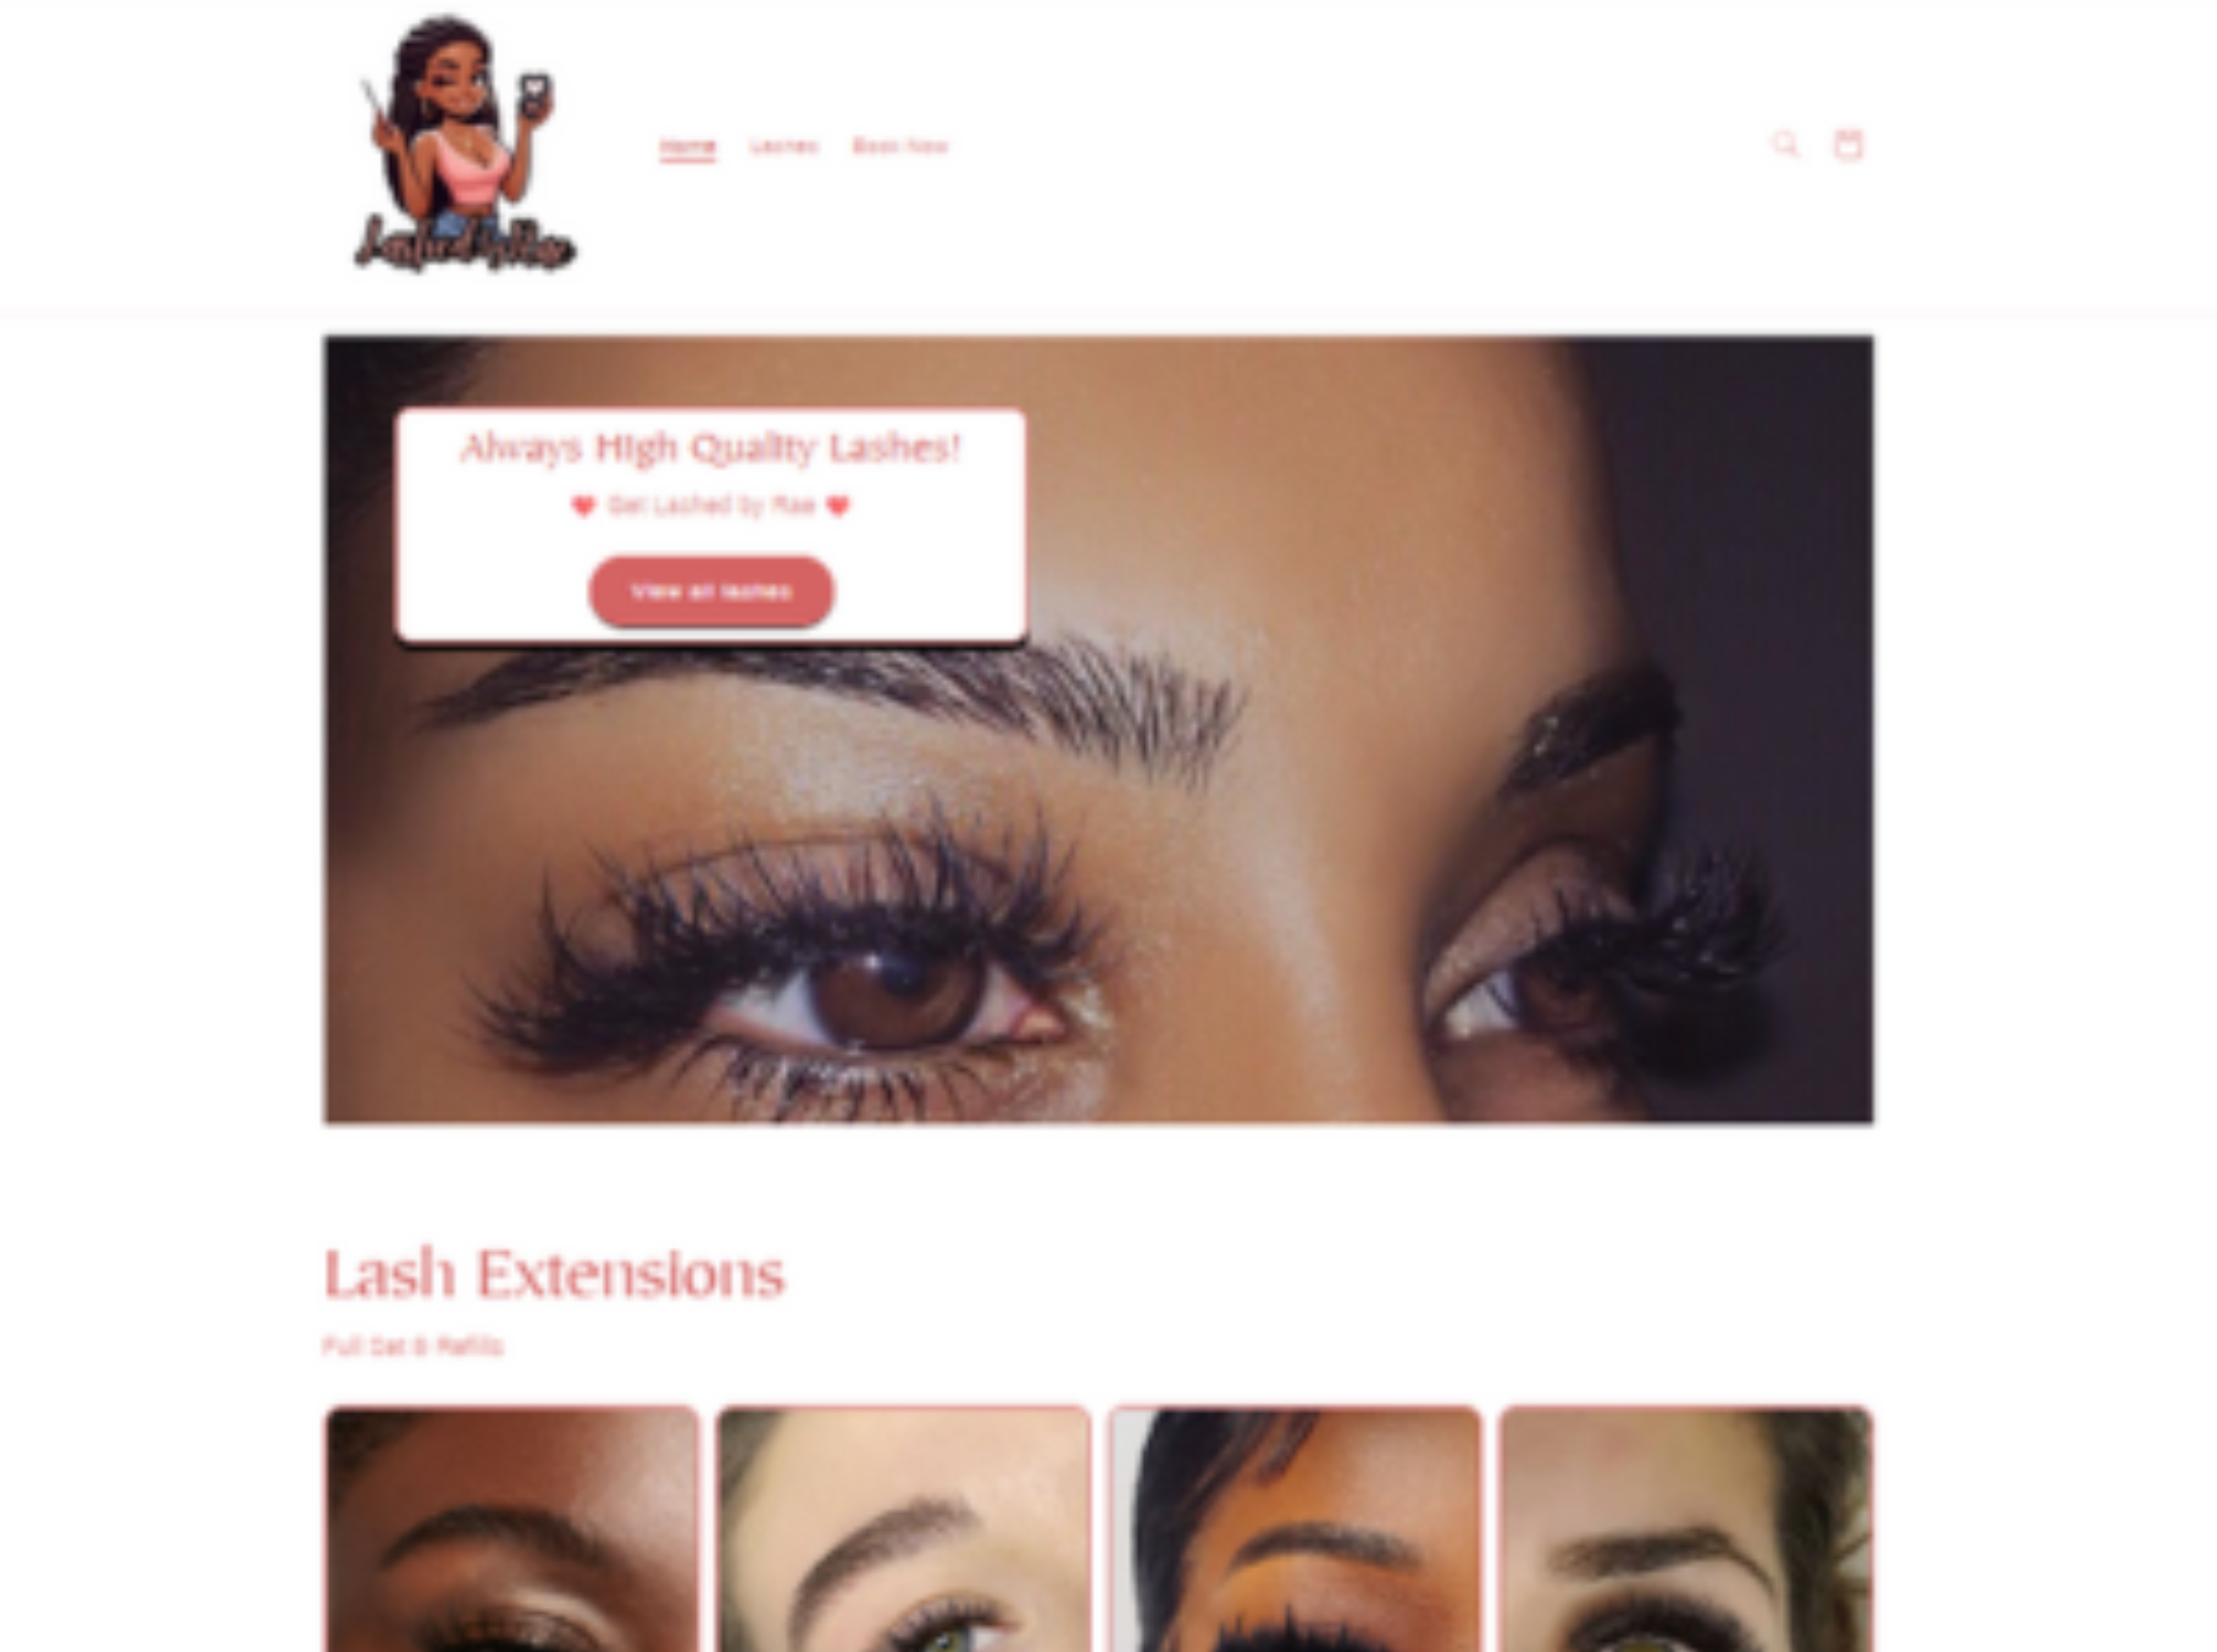 LashedbyRae
Home Lashes Book Now
Always High Quality Lashes!
Get Lashed by Rae
View all lashes
Lash Extensions
Full Set & Refills